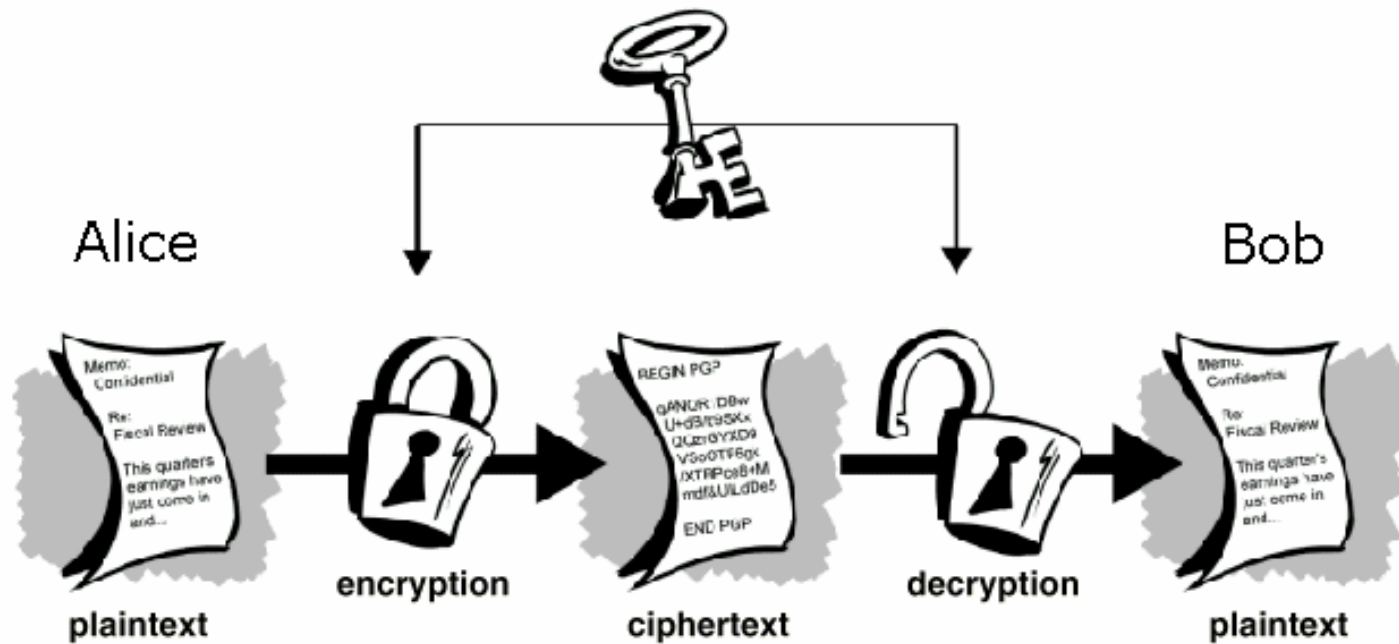 Alice
Bob
Memo:
Confidential
Re:
Fiscal Review
This quarter's
earnings have
just come in
and...
plaintext
encryption
BEGIN PGP
END PGP
ciphertext
decryption
Memo:
Confidential
Re:
Fiscal Review
This quarter's
earnings have
just come in
and...
plaintext